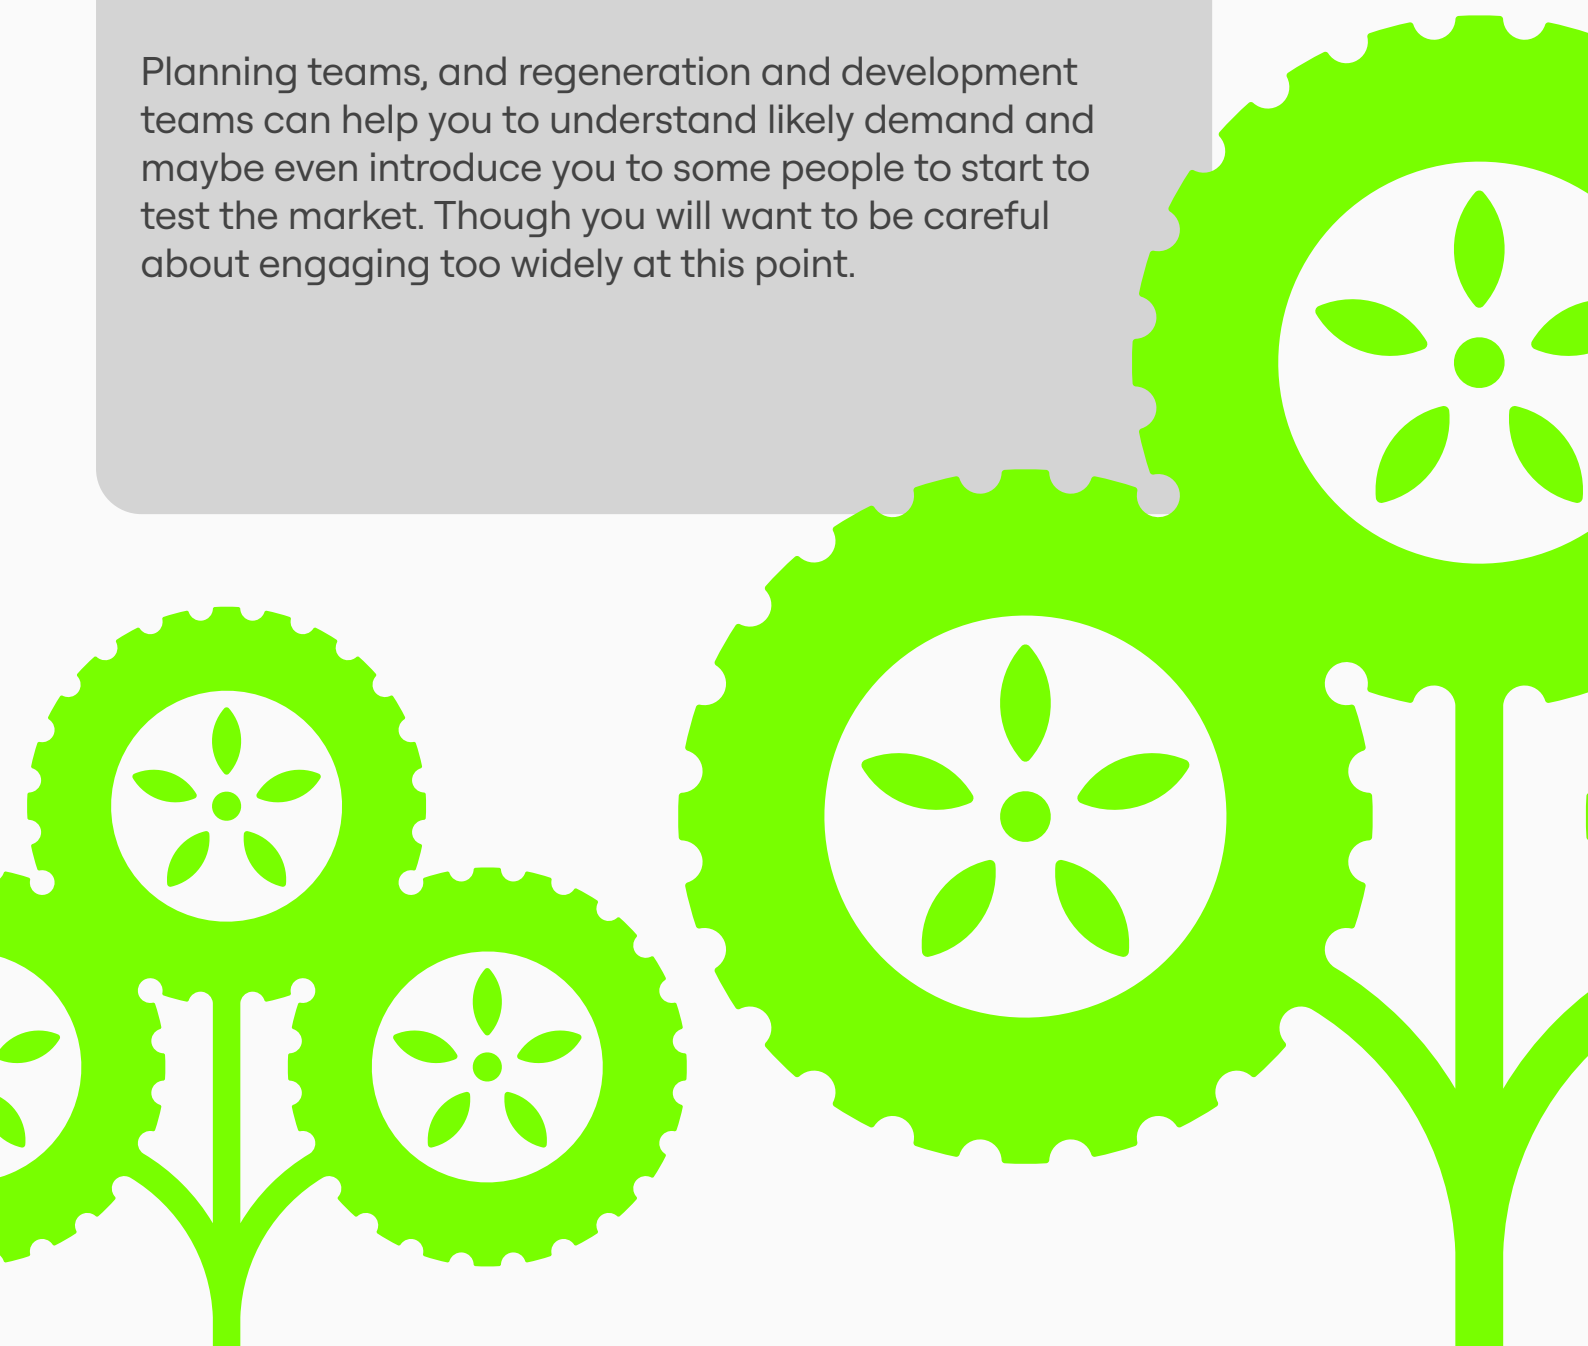 Planning teams, and regeneration and development
teams can help you to understand likely demand and
maybe even introduce you to some people to start to
test the market. Though you will want to be careful
about engaging too widely at this point.